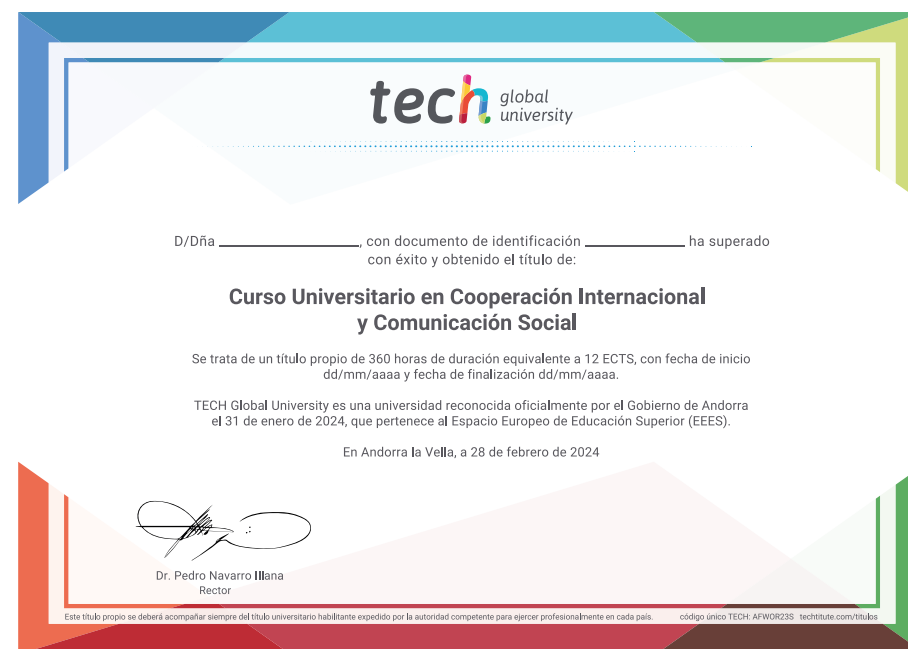 tech global university
D/Dña ____________________, con documento de identificación ______________ ha superado
con éxito y obtenido el título de:
Curso Universitario en Cooperación Internacional
y Comunicación Social
Se trata de un título propio de 360 horas de duración equivalente a 12 ECTS, con fecha de inicio
dd/mm/aaaa y fecha de finalización dd/mm/aaaa.
TECH Global University es una universidad reconocida oficialmente por el Gobierno de Andorra
el 31 de enero de 2024, que pertenece al Espacio Europeo de Educación Superior (EEES).
En Andorra la Vella, a 28 de febrero de 2024
Dr. Pedro Navarro Illana
Rector
Este título propio se deberá acompañar siempre del título universitario habilitante expedido por la autoridad competente para ejercer profesionalmente en cada país. código único TECH: AFWOR23S techtitute.com/titulos